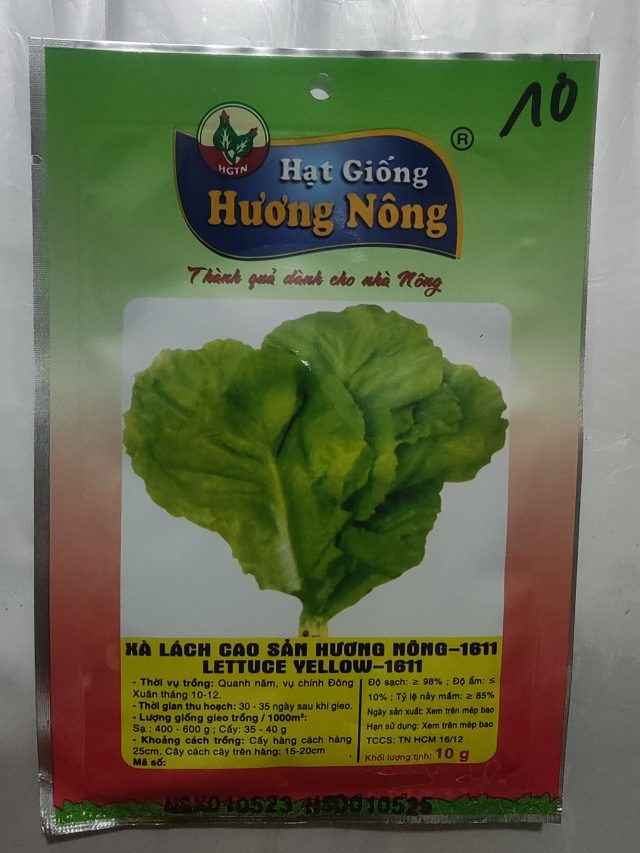 10
HGTN
®
Hạt Giống
Hương Nông
Thành quả dành cho nhà Nông
XÀ LÁCH CAO SẢN HƯƠNG NÔNG-1611
LETTUCE YELLOW-1611
- Thời vụ trồng: Quanh năm, vụ chính Đông
Xuân tháng 10-12.
- Thời gian thu hoạch: 30 - 35 ngày sau khi gieo.
- Lượng giống gieo trồng / 1000m²:
Sạ : 400 - 600 g ; Cấy: 35 - 40 g
- Khoảng cách trồng: Cấy hàng cách hàng
25cm. Cây cách cây trên hàng: 15-20cm
Mã số:
Độ sạch: ≥ 98% ; Độ ẩm: ≤
10% ; Tỷ lệ nảy mầm: ≥ 85%
Ngày sản xuất: Xem trên mép bao
Hạn sử dụng: Xem trên mép bao
TCCS: TN HCM 16/12
Khối lượng tịnh: 10 g
NSX010523 HSD010525